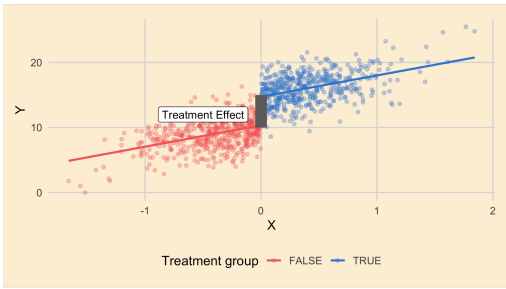 Y
20
10
0
Treatment Effect
-1 0 1 2
X
Treatment group FALSE TRUE